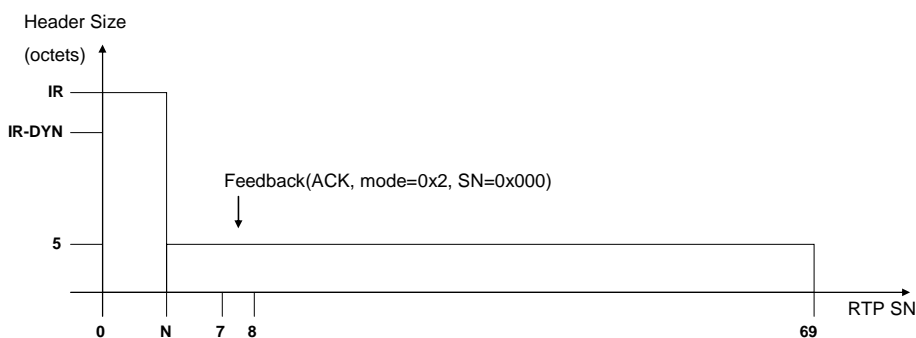 Header Size
(octets)
IR
IR-DYN
Feedback(ACK, mode=0x2, SN=0x000)
5
RTP SN
0 N 7 8 69